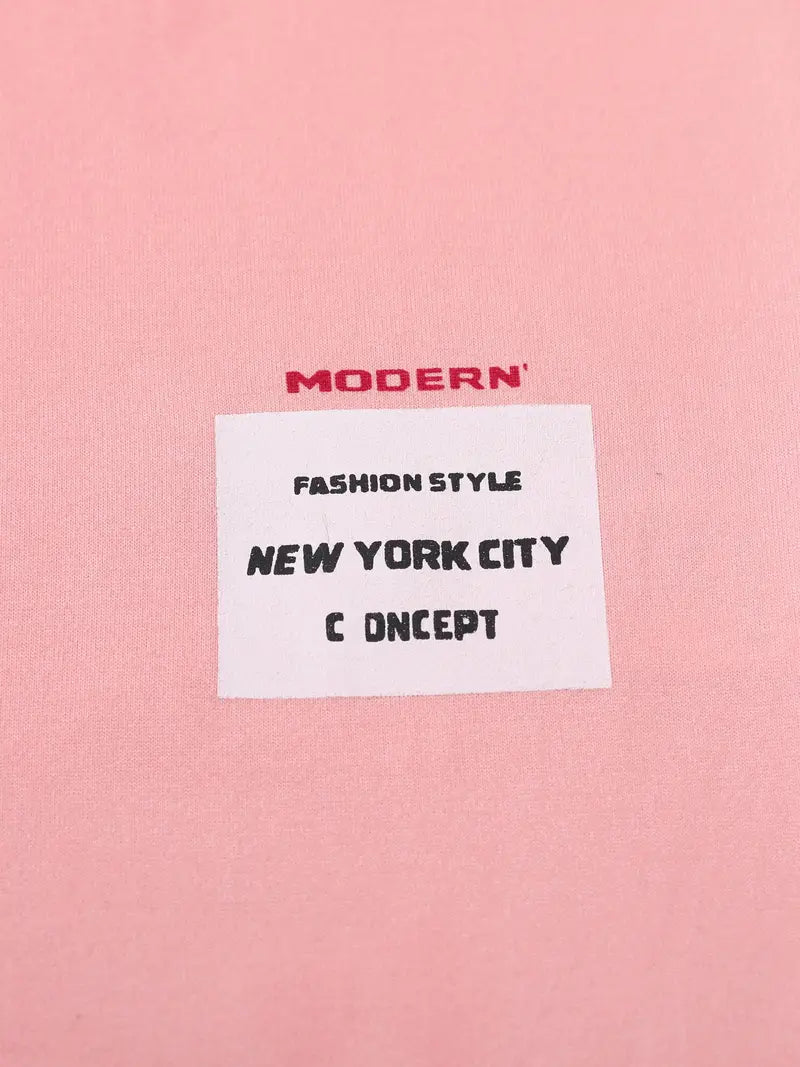 MODERN'
FASHION STYLE
NEW YORK CITY
C ONCEPT